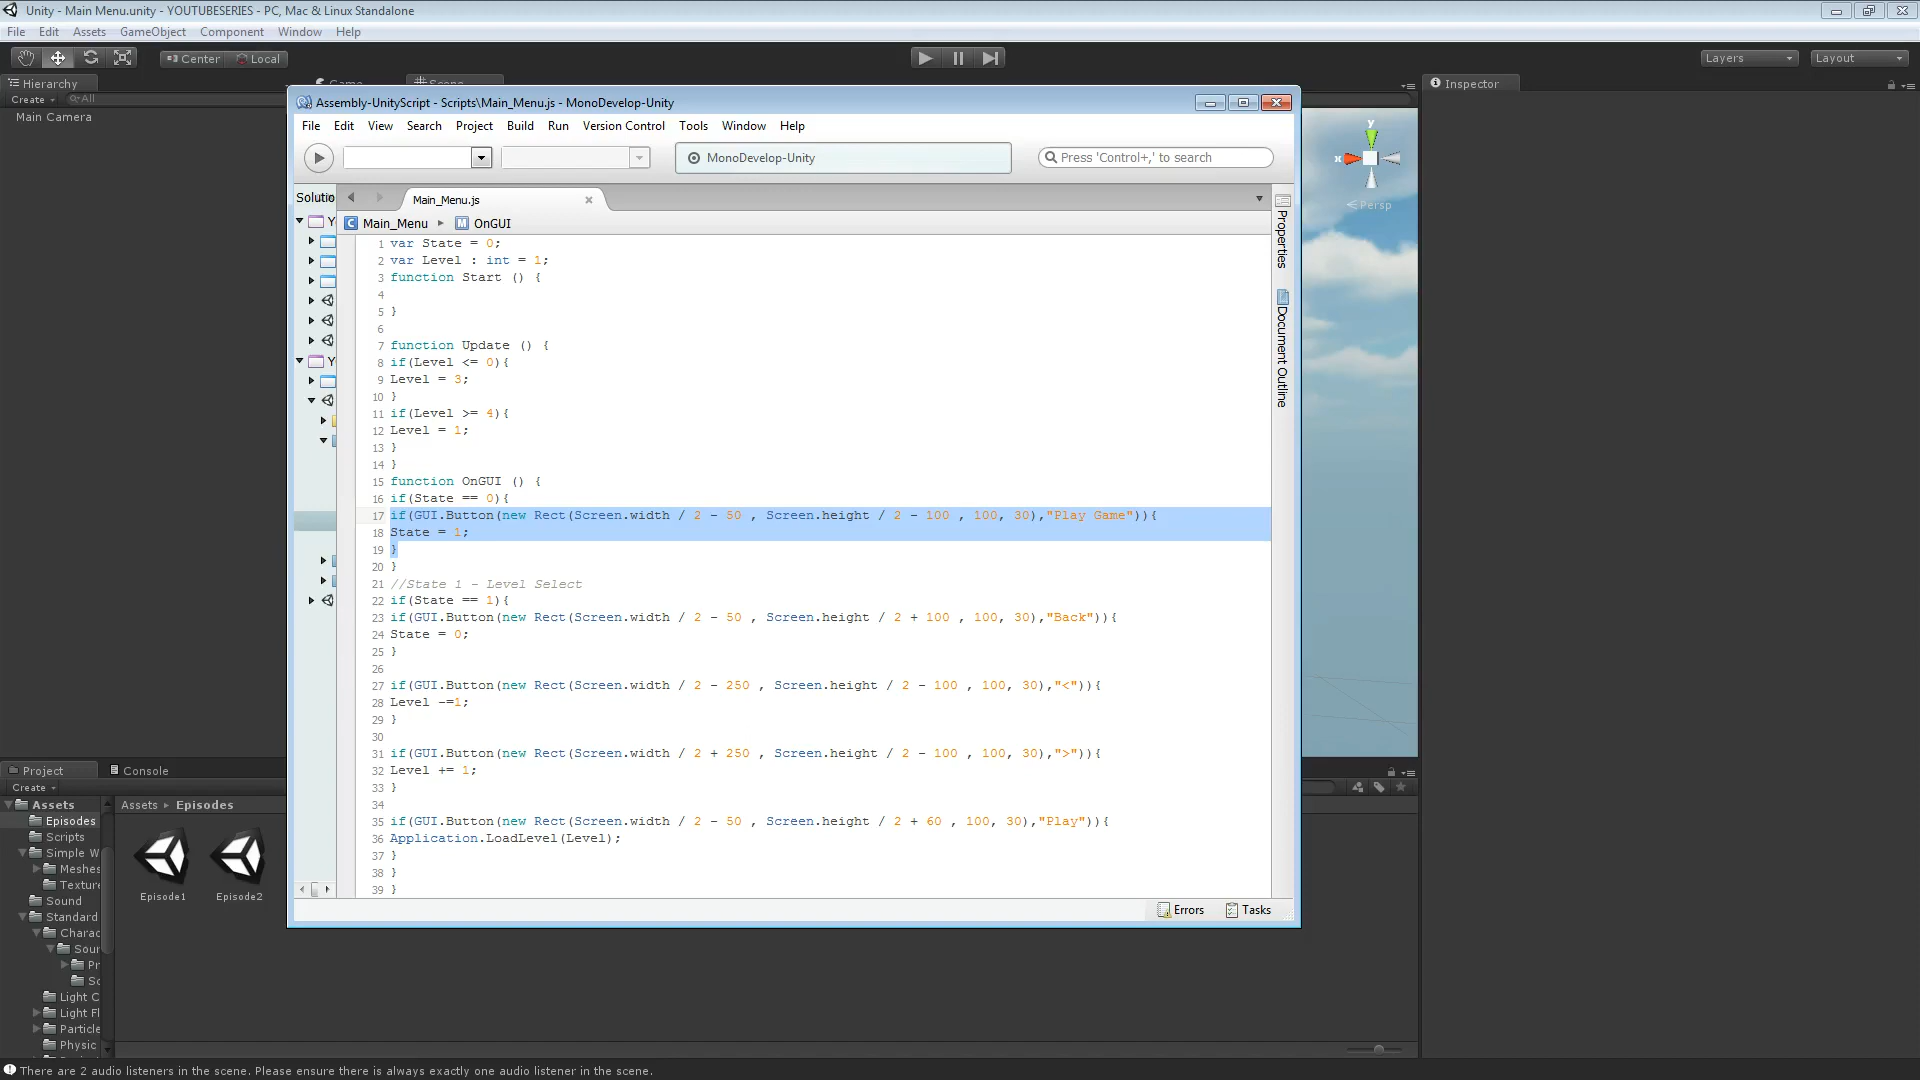 Unity - Main Menu.unity - YOUTUBESERIES - PC, Mac & Linux Standalone
File Edit Assets GameObject Component Window Help
Center Local Layers Layout
Hierarchy Game Scene Inspector
Create All
Main Camera
Assembly-UnityScript - Scripts\Main_Menu.js - MonoDevelop-Unity
File Edit View Search Project Build Run Version Control Tools Window Help
MonoDevelop-Unity Press 'Control+,' to search
Solutio Main_Menu.js
Main_Menu OnGUI
1 var State = 0;
2 var Level : int = 1;
3 function Start () {
4
5 }
6
7 function Update () {
8 if(Level <= 0){
9 Level = 3;
10 }
11 if(Level >= 4){
12 Level = 1;
13 }
14 }
15 function OnGUI () {
16 if(State == 0){
17 if(GUI.Button(new Rect(Screen.width / 2 - 50 , Screen.height / 2 - 100 , 100, 30),"Play Game")){
18 State = 1;
19 }
20 }
21 //State 1 - Level Select
22 if(State == 1){
23 if(GUI.Button(new Rect(Screen.width / 2 - 50 , Screen.height / 2 + 100 , 100, 30),"Back")){
24 State = 0;
25 }
26
27 if(GUI.Button(new Rect(Screen.width / 2 - 250 , Screen.height / 2 - 100 , 100, 30),"<")){
28 Level -=1;
29 }
30
31 if(GUI.Button(new Rect(Screen.width / 2 + 250 , Screen.height / 2 - 100 , 100, 30),">")){
32 Level += 1;
33 }
34
35 if(GUI.Button(new Rect(Screen.width / 2 - 50 , Screen.height / 2 + 60 , 100, 30),"Play")){
36 Application.LoadLevel(Level);
37 }
38 }
39 }
Y
Y
Properties
Document Outline
Errors Tasks
y
x
Persp
Project Console
Create
Assets
Episodes
Scripts
Simple W
Meshes
Texture
Sound
Standard
Charac
Sour
Pr
Sc
Light C
Light Fl
Particle
Physic
Assets Episodes
Episode1 Episode2
There are 2 audio listeners in the scene. Please ensure there is always exactly one audio listener in the scene.